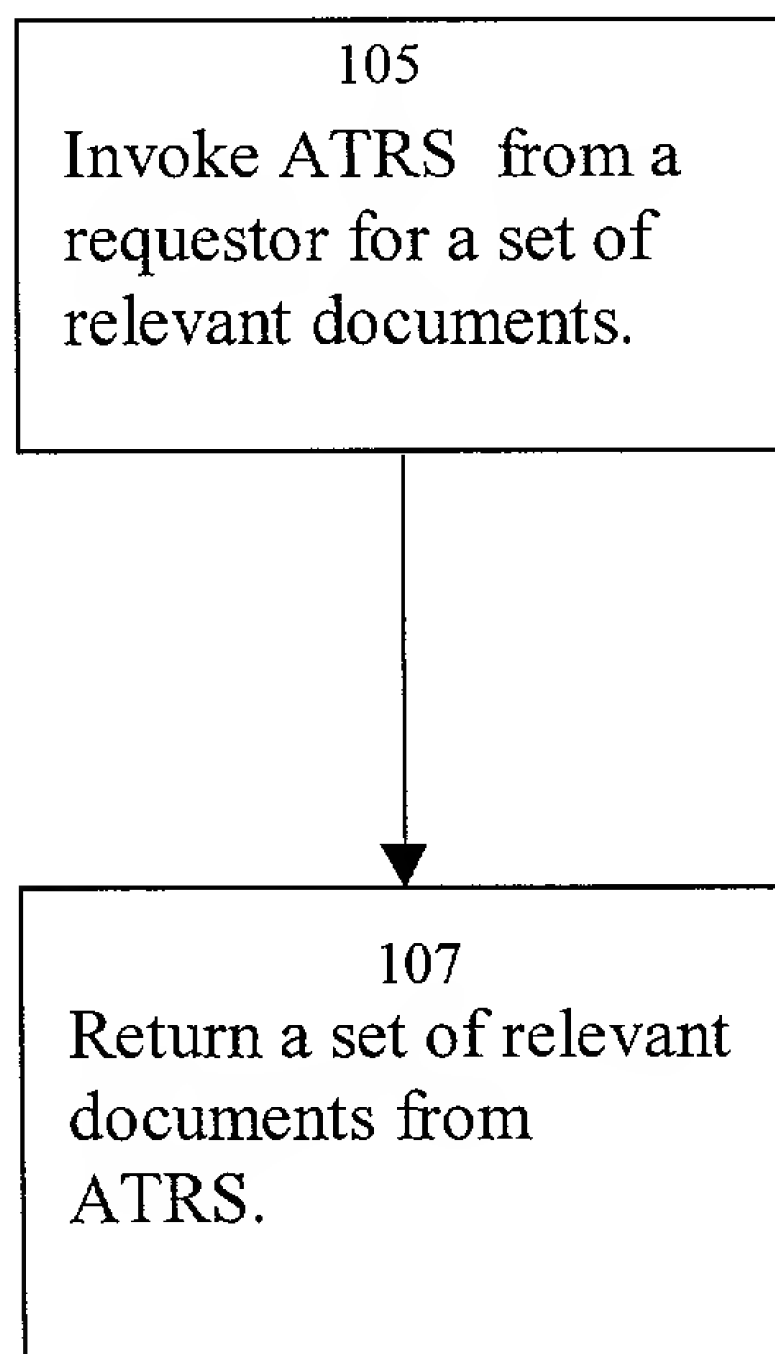 105
Invoke ATRS from a
requestor for a set of
relevant documents.
107
Return a set of relevant
documents from
ATRS.